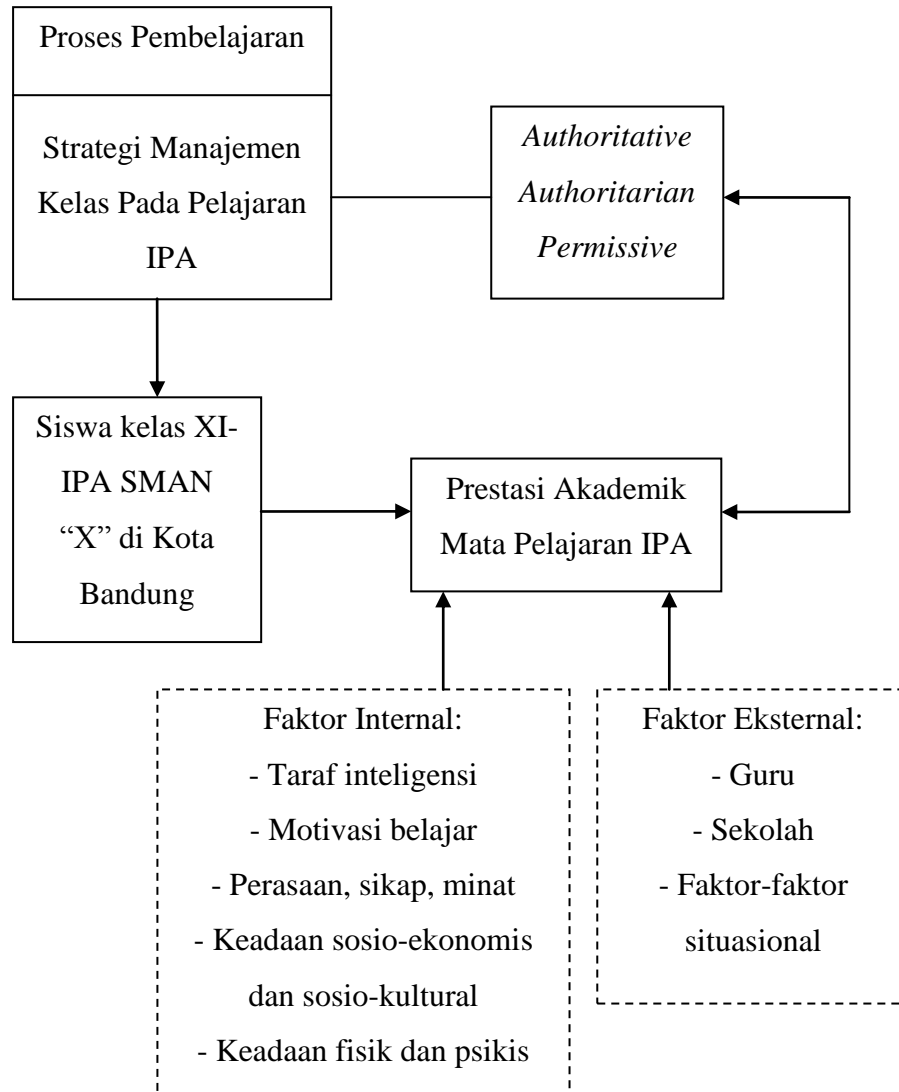 Proses Pembelajaran
Strategi Manajemen
Kelas Pada Pelajaran
IPA
Authoritative
Authoritarian
Permissive
Siswa kelas XI-
IPA SMAN
“X” di Kota
Bandung
Prestasi Akademik
Mata Pelajaran IPA
Faktor Internal:
- Taraf inteligensi
- Motivasi belajar
- Perasaan, sikap, minat
- Keadaan sosio-ekonomis
dan sosio-kultural
- Keadaan fisik dan psikis
Faktor Eksternal:
- Guru
- Sekolah
- Faktor-faktor
situasional